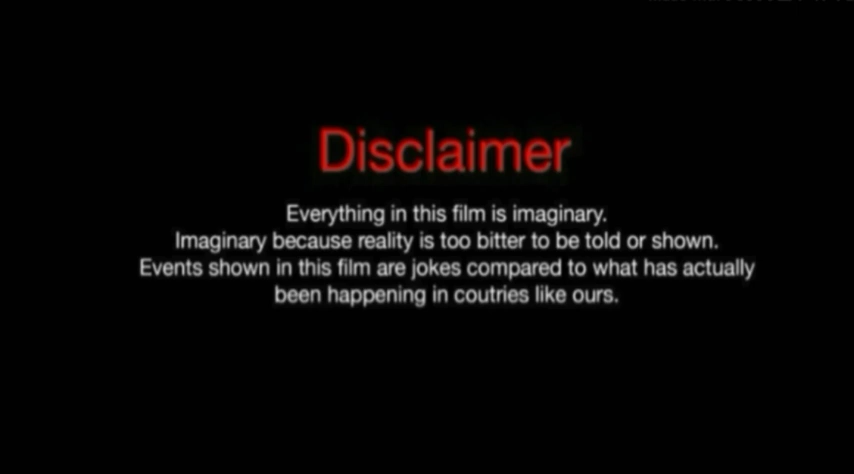 Disclaimer
Everything in this film is imaginary.
Imaginary because reality is too bitter to be told or shown.
Events shown in this film are jokes compared to what has actually
been happening in coutries like ours.